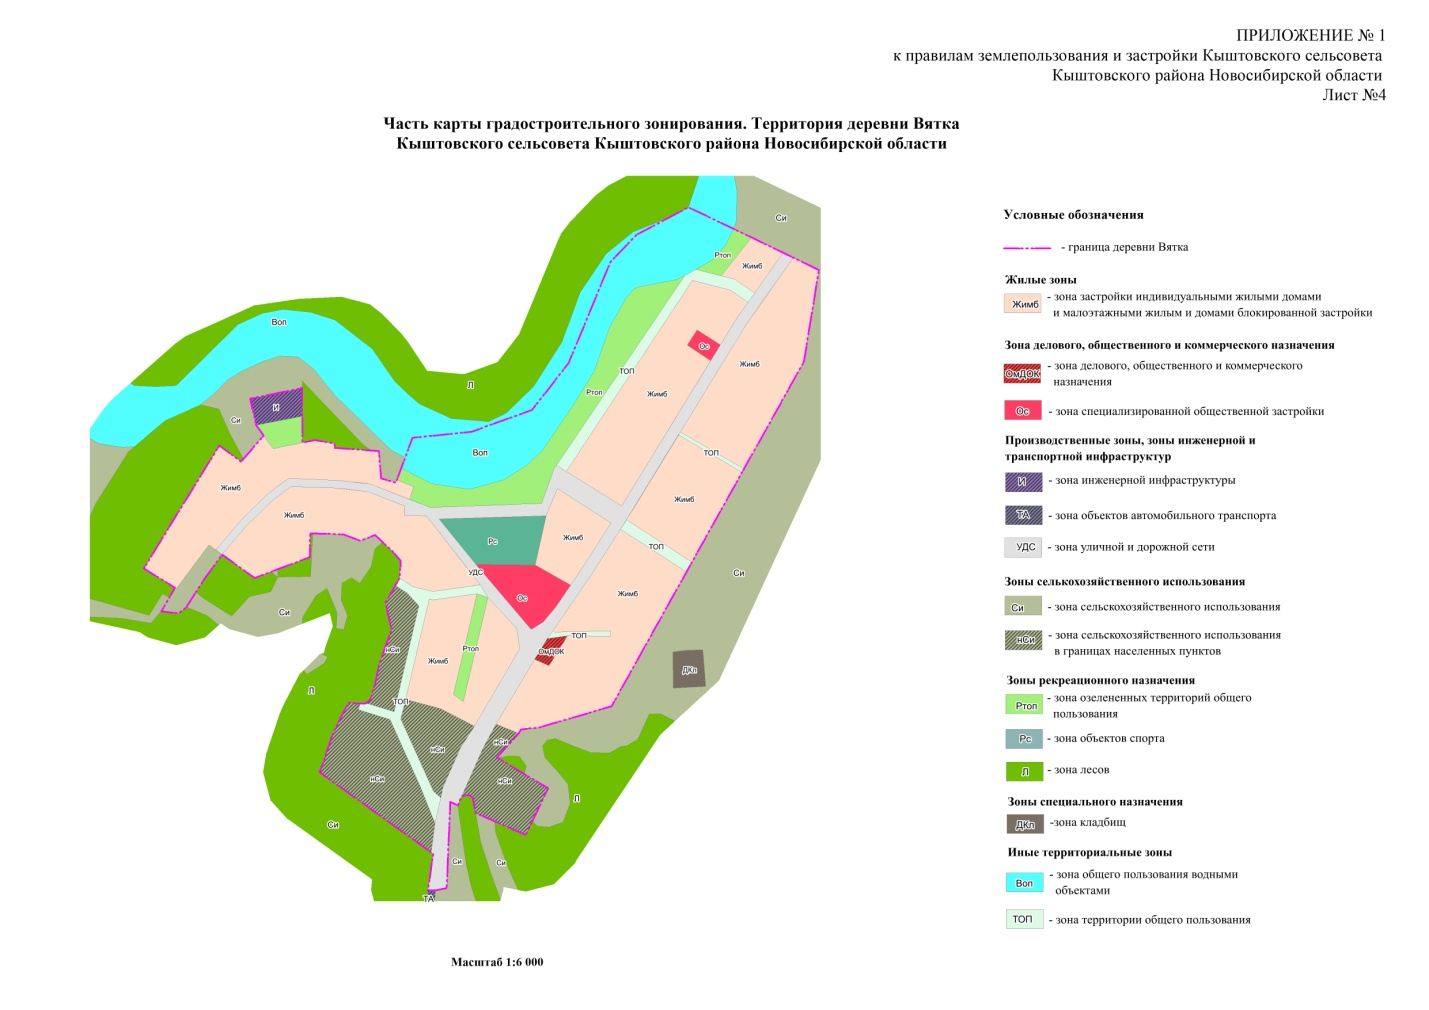 ПРИЛОЖЕНИЕ № 1
к правилам землепользования и застройки Кыштовского сельсовета
Кыштовского района Новосибирской области
Лист №4
Часть карты градостроительного зонирования. Территория деревни Вятка
Кыштовского сельсовета Кыштовского района Новосибирской области
Си
Ртоп
Жимб
Воп
Ос
Жимб
ТОП
Л
Ртоп
Жимб
И
Си
Воп
ТОП
Жимб
Жимб
Жимб
Рс
Жимб
ТОП
УДС
Си
Ос
Жимб
Си
ТОП
нСи
Ртоп
ОмДОК
Жимб
ДКл
Л
ТОП
нСи
нСи
нСи
нСи
Л
Си
Си
Си
ТА
Условные обозначения
- граница деревни Вятка
Жилые зоны
Жимб
- зона застройки индивидуальными жилыми домами
и малоэтажными жилым и домами блокированной застройки
Зона делового, общественного и коммерческого назначения
ОмДОК
- зона делового, общественного и коммерческого
назначения
Ос
- зона специализированной общественной застройки
Производственные зоны, зоны инженерной и
транспортной инфраструктур
И
- зона инженерной инфраструктуры
ТА
- зона объектов автомобильного транспорта
УДС
- зона уличной и дорожной сети
Зоны селькохозяйственного использования
Си
- зона сельскохозяйственного использования
нСи
- зона сельскохозяйственного использования
в границах населенных пунктов
Зоны рекреационного назначения
Ртоп
- зона озелененных территорий общего
пользования
Рс
- зона объектов спорта
Л
- зона лесов
Зоны специального назначения
ДКл
-зона кладбищ
Иные территориальные зоны
Воп
- зона общего пользования водными
объектами
ТОП
- зона территории общего пользования
Масштаб 1:6 000